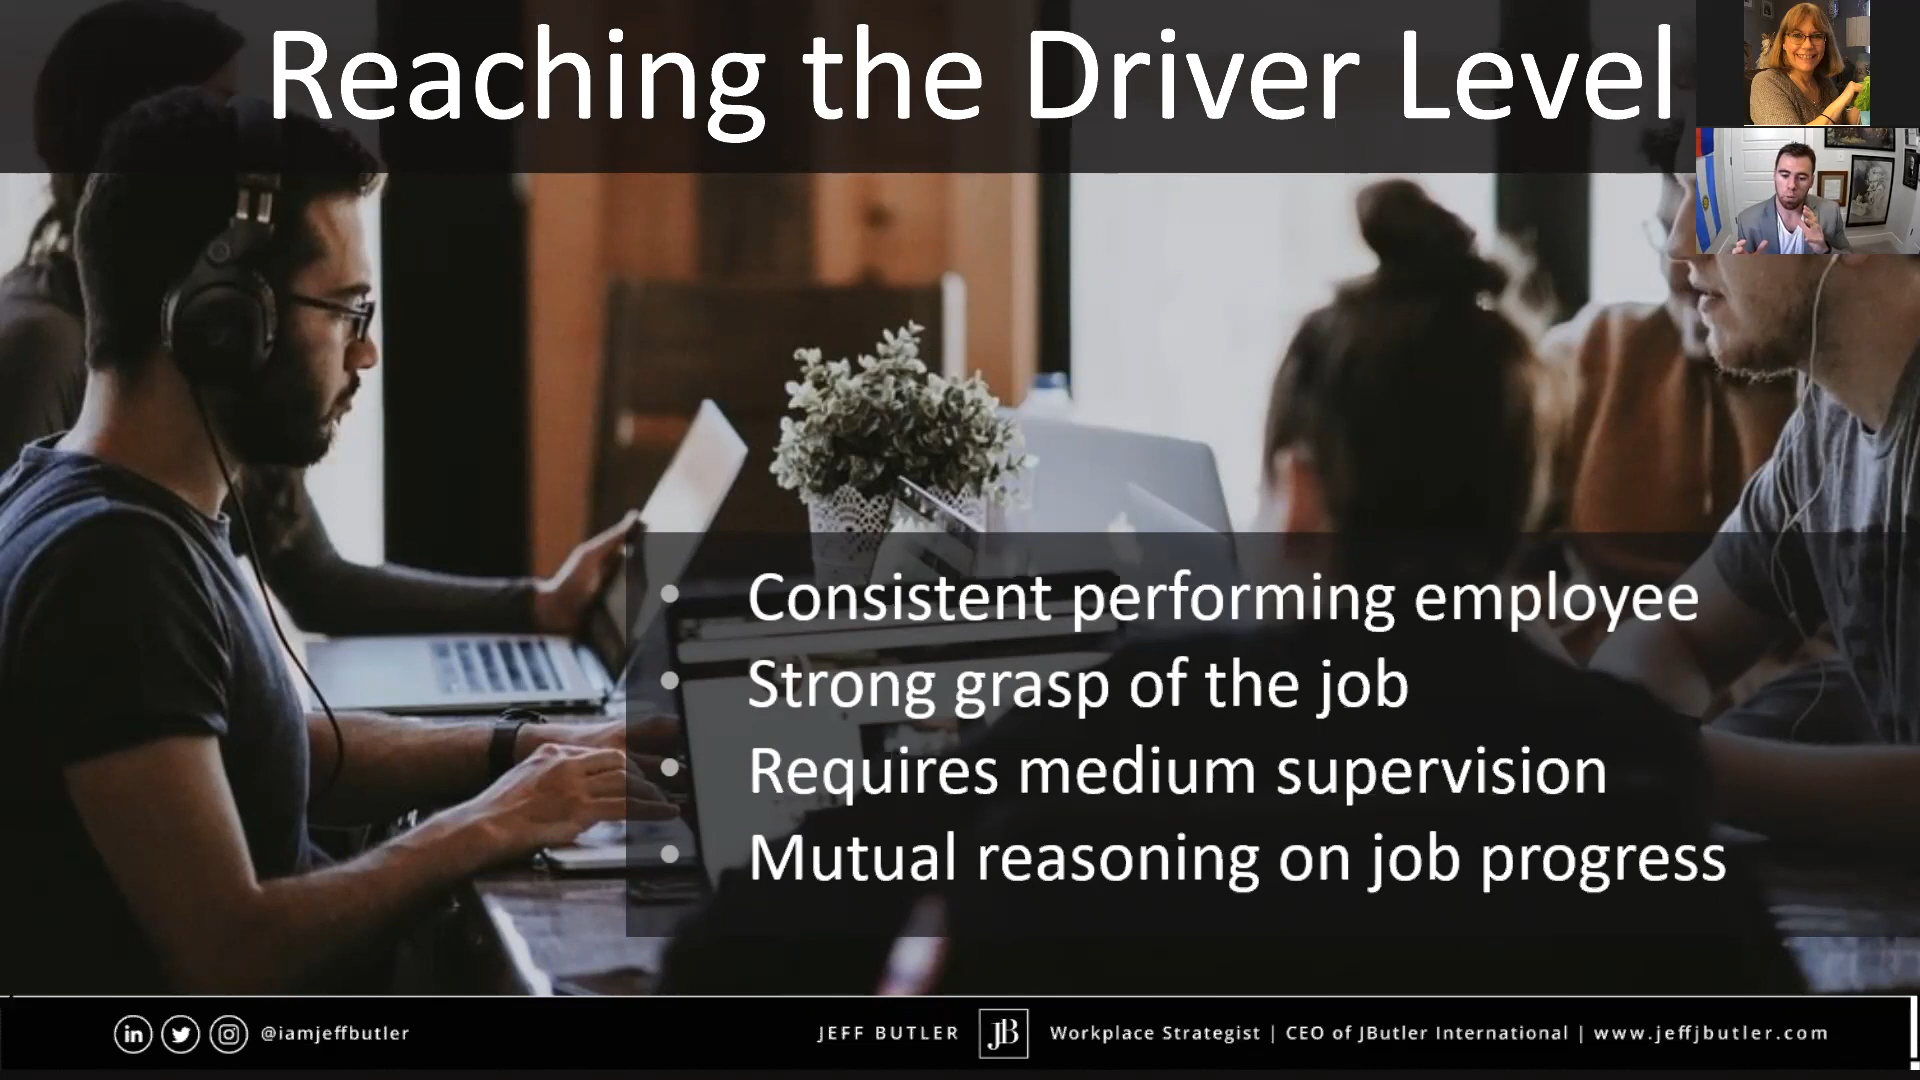 Reaching the Driver Level
• Consistent performing employee
• Strong grasp of the job
• Requires medium supervision
• Mutual reasoning on job progress
in @iamjeffbutler
JEFF BUTLER JB Workplace Strategist | CEO of JButler International | www.jeffjbutler.com